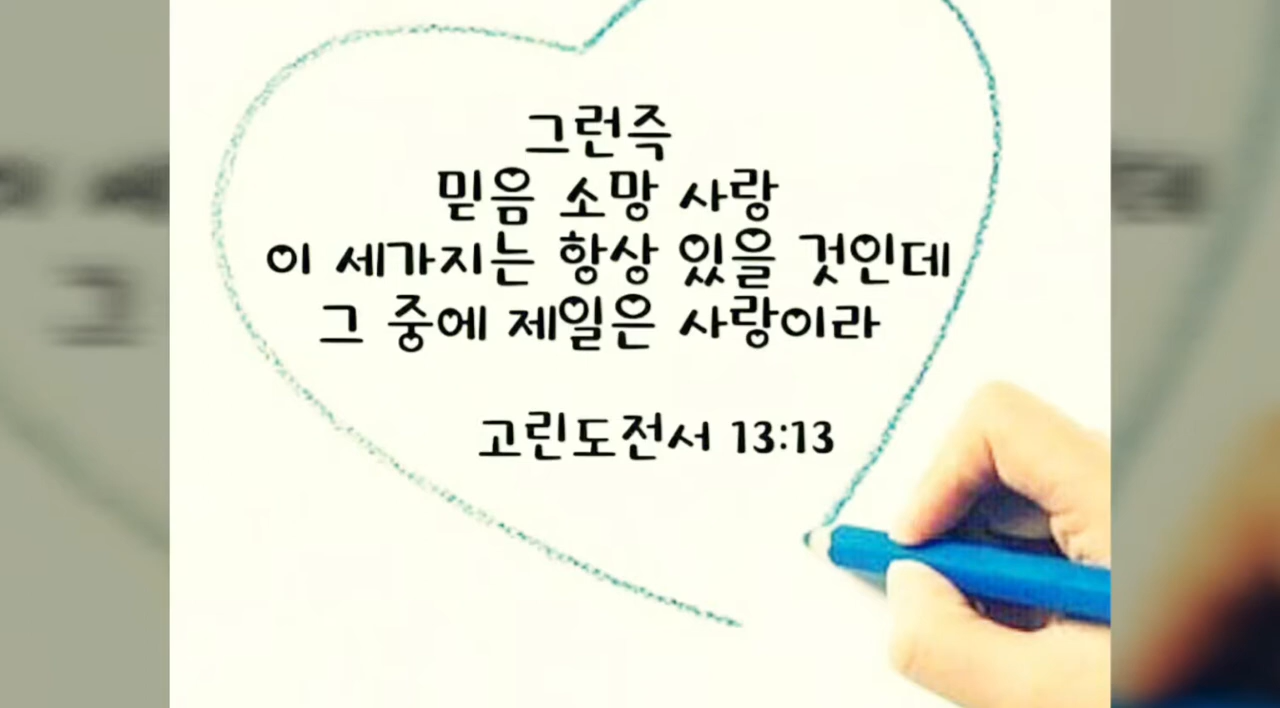 그런즉
믿음 소망 사랑
이 세가지는 항상 있을 것인데
그 중에 제일은 사랑이라
고린도전서 13:13